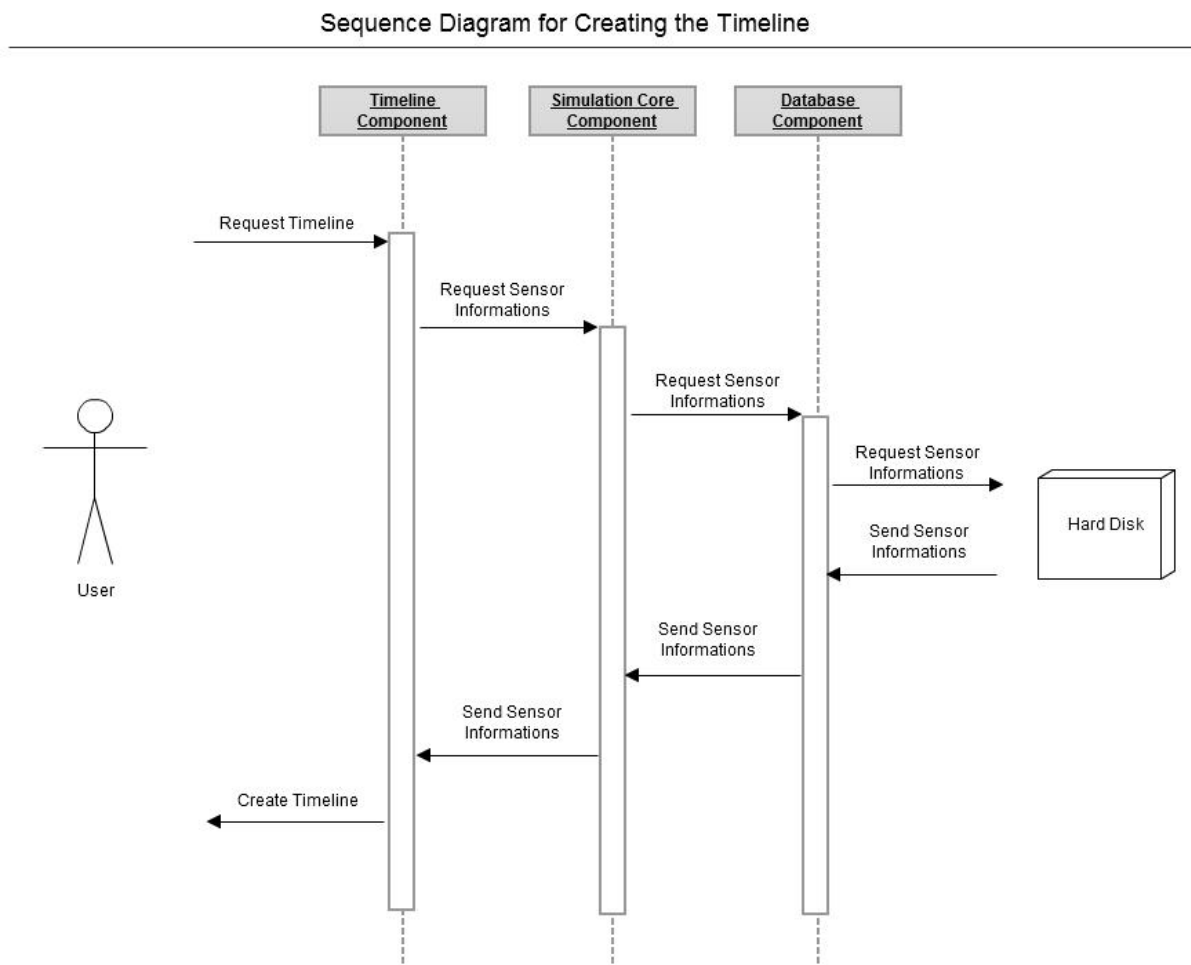 Sequence Diagram for Creating the Timeline
Timeline
Component
Simulation Core
Component
Database
Component
Request Timeline
Request Sensor
Informations
Request Sensor
Informations
Request Sensor
Informations
Hard Disk
Send Sensor
Informations
User
Send Sensor
Informations
Send Sensor
Informations
Create Timeline